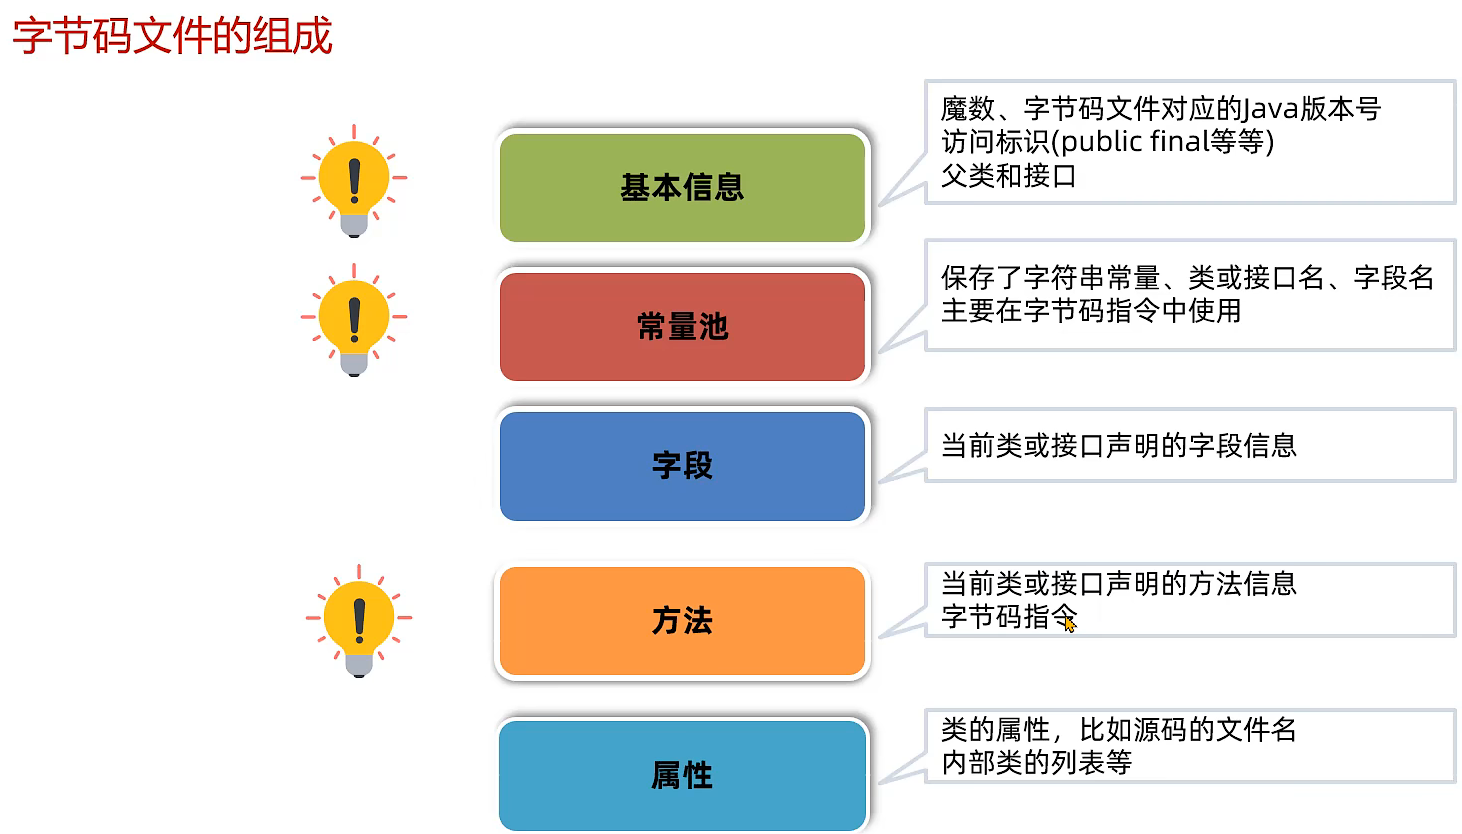 字节码文件的组成
基本信息
魔数、字节码文件对应的Java版本号
访问标识(public final等等)
父类和接口
常量池
保存了字符串常量、类或接口名、字段名
主要在字节码指令中使用
字段
当前类或接口声明的字段信息
方法
当前类或接口声明的方法信息
字节码指令
属性
类的属性，比如源码的文件名
内部类的列表等